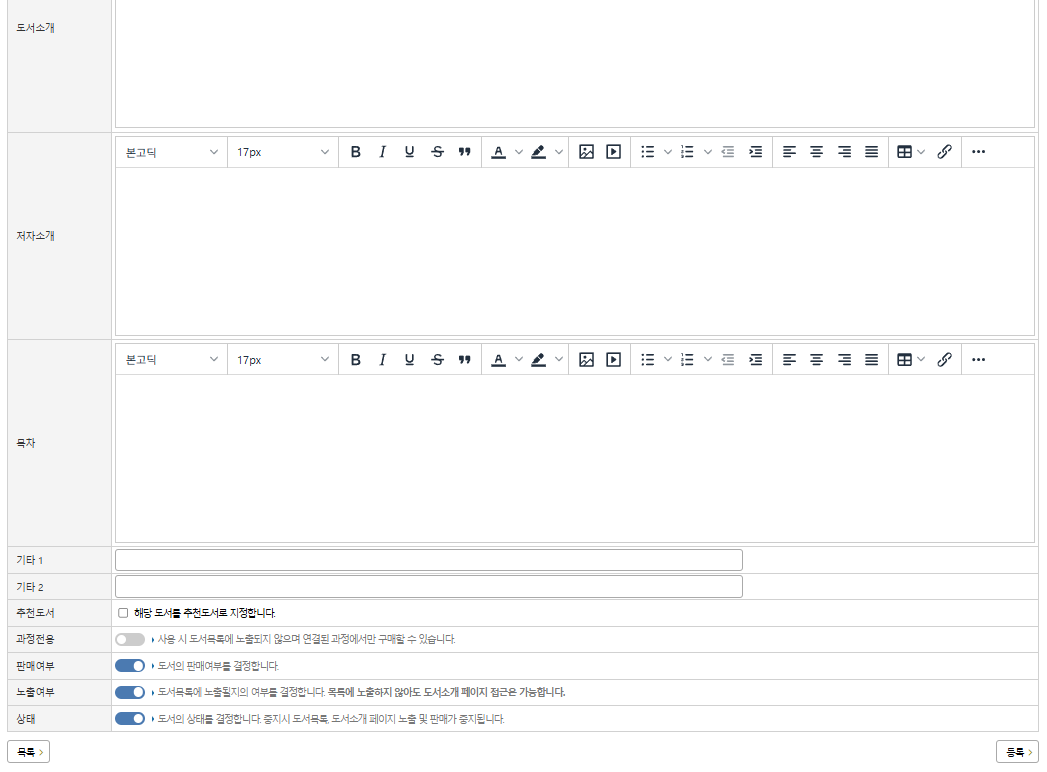 도서소개
본고딕 17px
저자소개
본고딕 17px
목차
기타 1
기타 2
추천도서 해당 도서를 추천도서로 지정합니다.
과정전용 사용 시 도서목록에 노출되지 않으며 연결된 과정에서만 구매할 수 있습니다.
판매여부 도서의 판매여부를 결정합니다.
노출여부 도서목록에 노출될지의 여부를 결정합니다. 목록에 노출하지 않아도 도서소개 페이지 접근은 가능합니다.
상태 도서의 상태를 결정합니다. 중지시 도서목록, 도서소개 페이지 노출 및 판매가 중지됩니다.
목록 등록